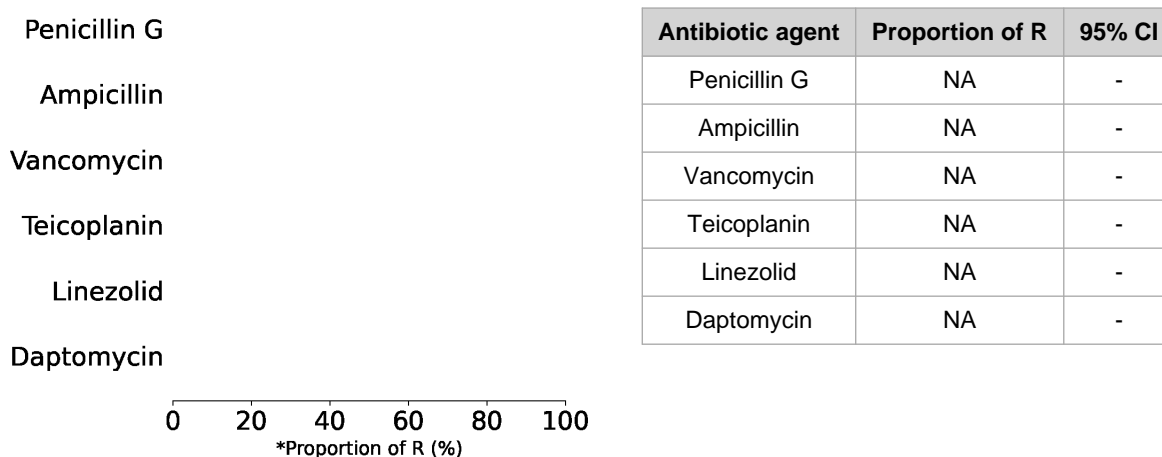 Penicillin G
Ampicillin
Vancomycin
Teicoplanin
Linezolid
Daptomycin
0 20 40 60 80 100
*Proportion of R (%)
Antibiotic agent Proportion of R 95% CI
Penicillin G NA -
Ampicillin NA -
Vancomycin NA -
Teicoplanin NA -
Linezolid NA -
Daptomycin NA -